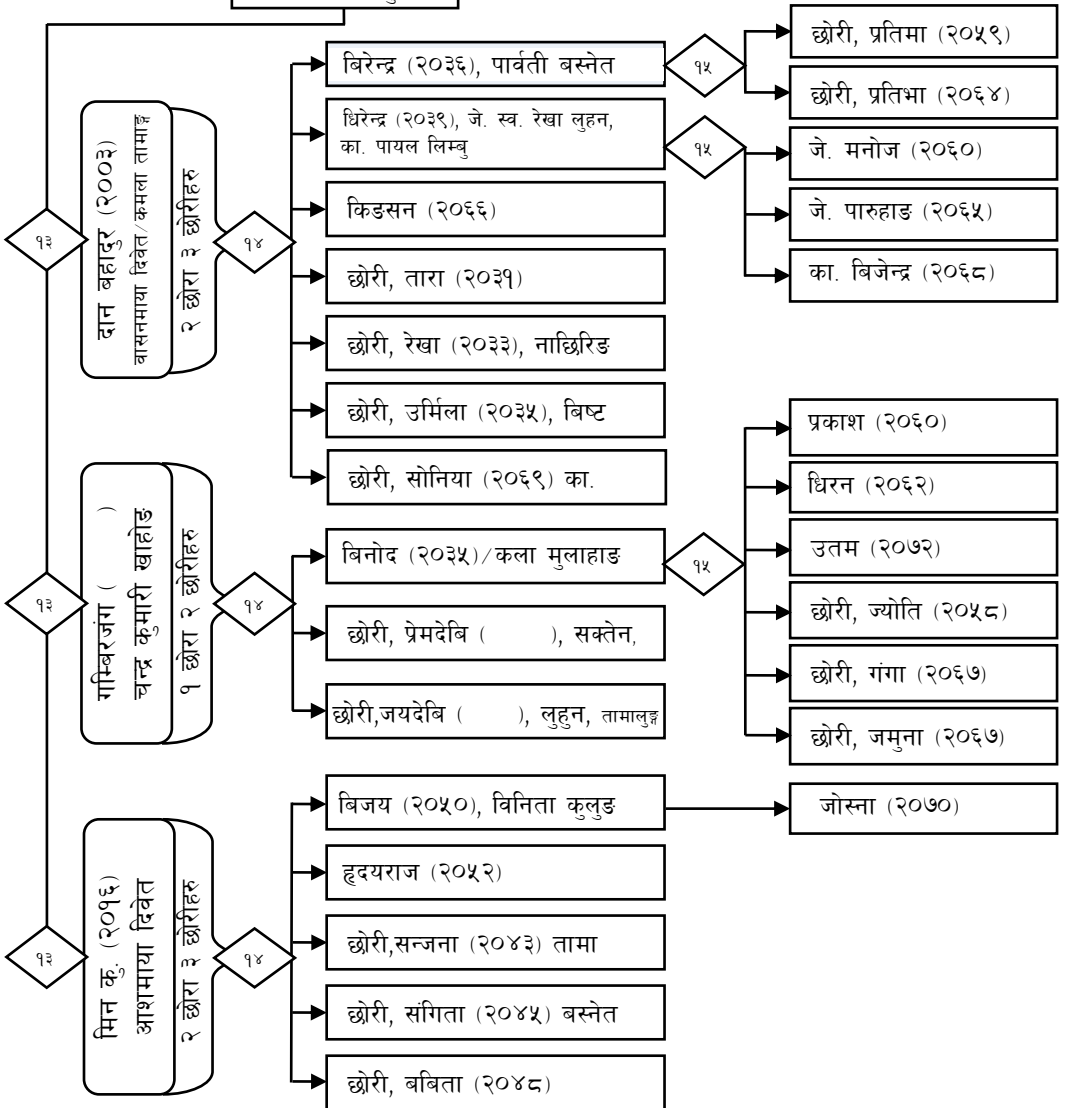 १३
दान बहादुर (२००३)
वासनमाया दिवेत/कमला तामाङ्ग
२ छोरा ३ छोरीहरु
१४
बिरेन्द्र (२०३६), पार्वती बस्नेत
१५
छोरी, प्रतिमा (२०५९)
छोरी, प्रतिभा (२०६४)
धिरेन्द्र (२०३९), जे. स्व. रेखा लुहन,
का. पायल लिम्बु
१५
जे. मनोज (२०६०)
जे. पारुहाङ (२०६५)
का. बिजेन्द्र (२०६८)
किङसन (२०६६)
छोरी, तारा (२०३१)
छोरी, रेखा (२०३३), नाछिरिङ
छोरी, उर्मिला (२०३५), बिष्ट
छोरी, सोनिया (२०६९) का.
१३
गम्बिरजंग ( )
चन्द्र कुमारी खाहोङ
१ छोरा २ छोरीहरु
१४
बिनोद (२०३५)/कला मुलाहाङ
१५
प्रकाश (२०६०)
धिरन (२०६२)
उतम (२०७२)
छोरी, ज्योति (२०५८)
छोरी, गंगा (२०६७)
छोरी, जमुना (२०६७)
छोरी, प्रेमदेबि ( ), सक्तेन,
छोरी,जयदेबि ( ), लुहुन, तामालुङ्ग
१३
मिन कु. (२०१६)
आशमाया दिवेत
२ छोरा ३ छोरीहरु
१४
बिजय (२०५०), विनिता कुलुङ
जोस्ना (२०७०)
हृदयराज (२०५२)
छोरी,सन्जना (२०४३) तामा
छोरी, संगिता (२०४५) बस्नेत
छोरी, बबिता (२०४८)